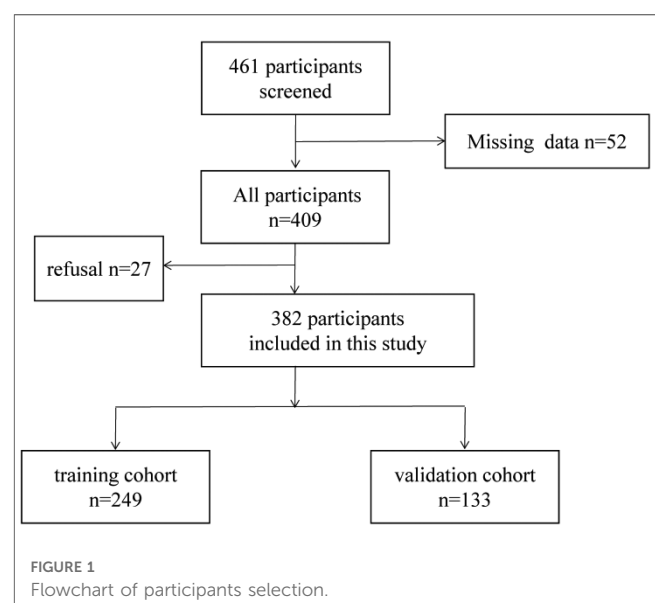 461 participants
screened
Missing data n=52
All participants
n=409
refusal n=27
382 participants
included in this study
training cohort
n=249
validation cohort
n=133
FIGURE 1
Flowchart of participants selection.